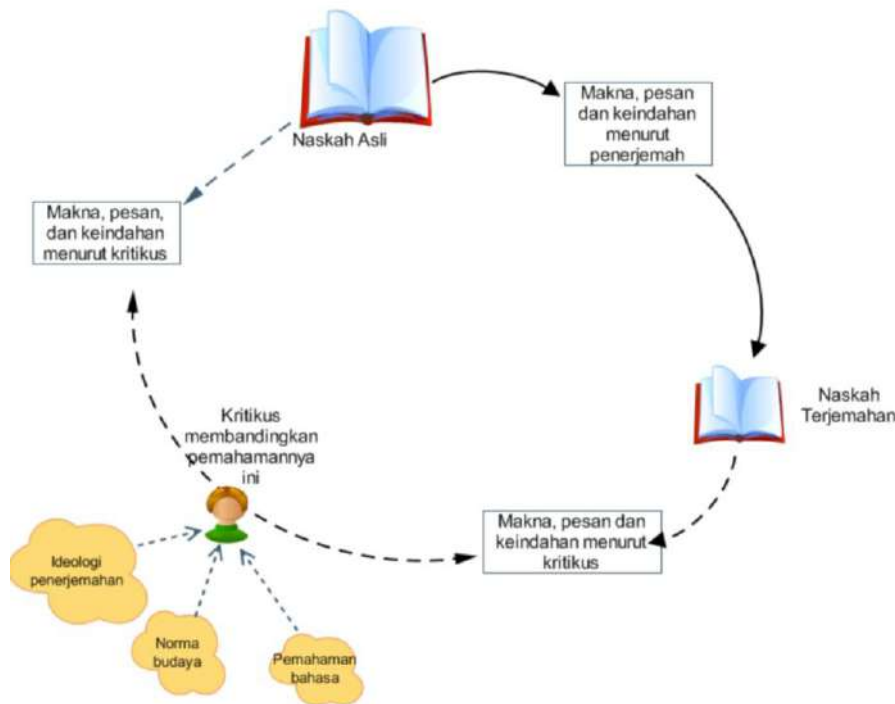 Naskah Asli
Makna, pesan
dan keindahan
menurut
penerjemah
Makna, pesan,
dan keindahan
menurut kritikus
Naskah
Terjemahan
Kritikus
membandingkan
pemahamannya
ini
Makna, pesan dan
keindahan menurut
kritikus
Ideologi
penerjemahan
Norma
budaya
Pemahaman
bahasa